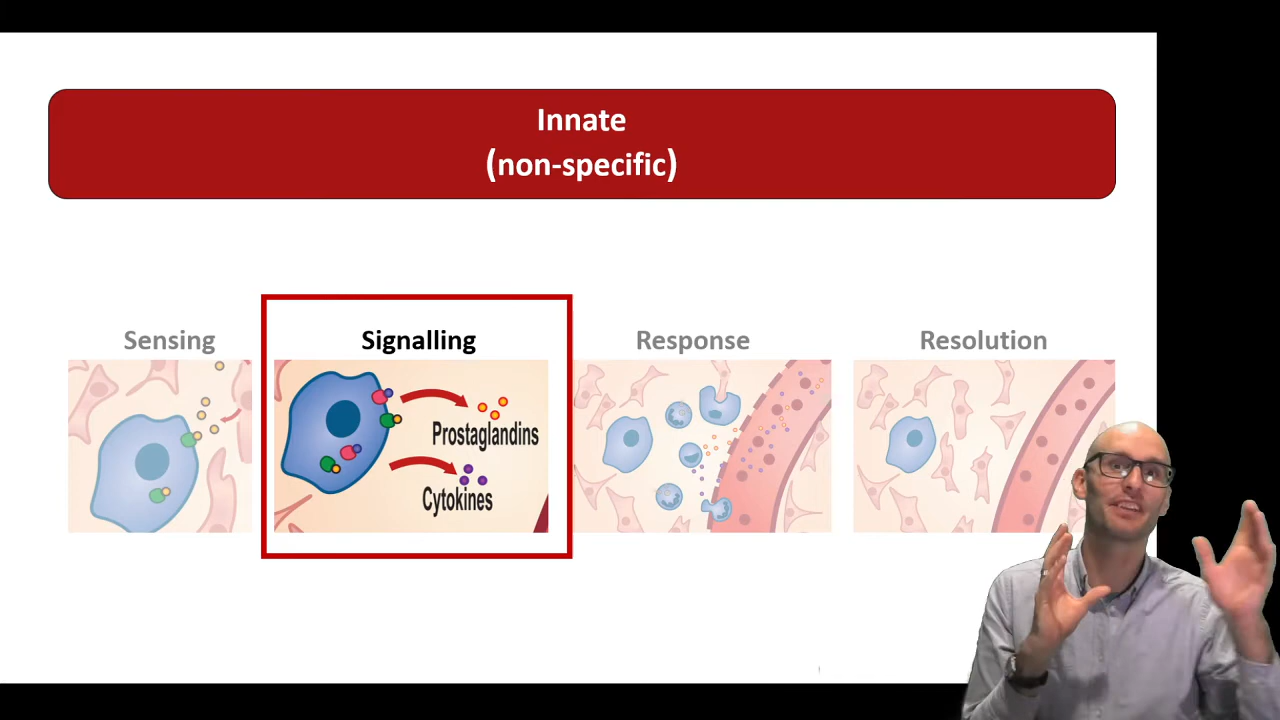 Innate
(non-specific)
Sensing
Signalling
Response
Resolution
Prostaglandins
Cytokines